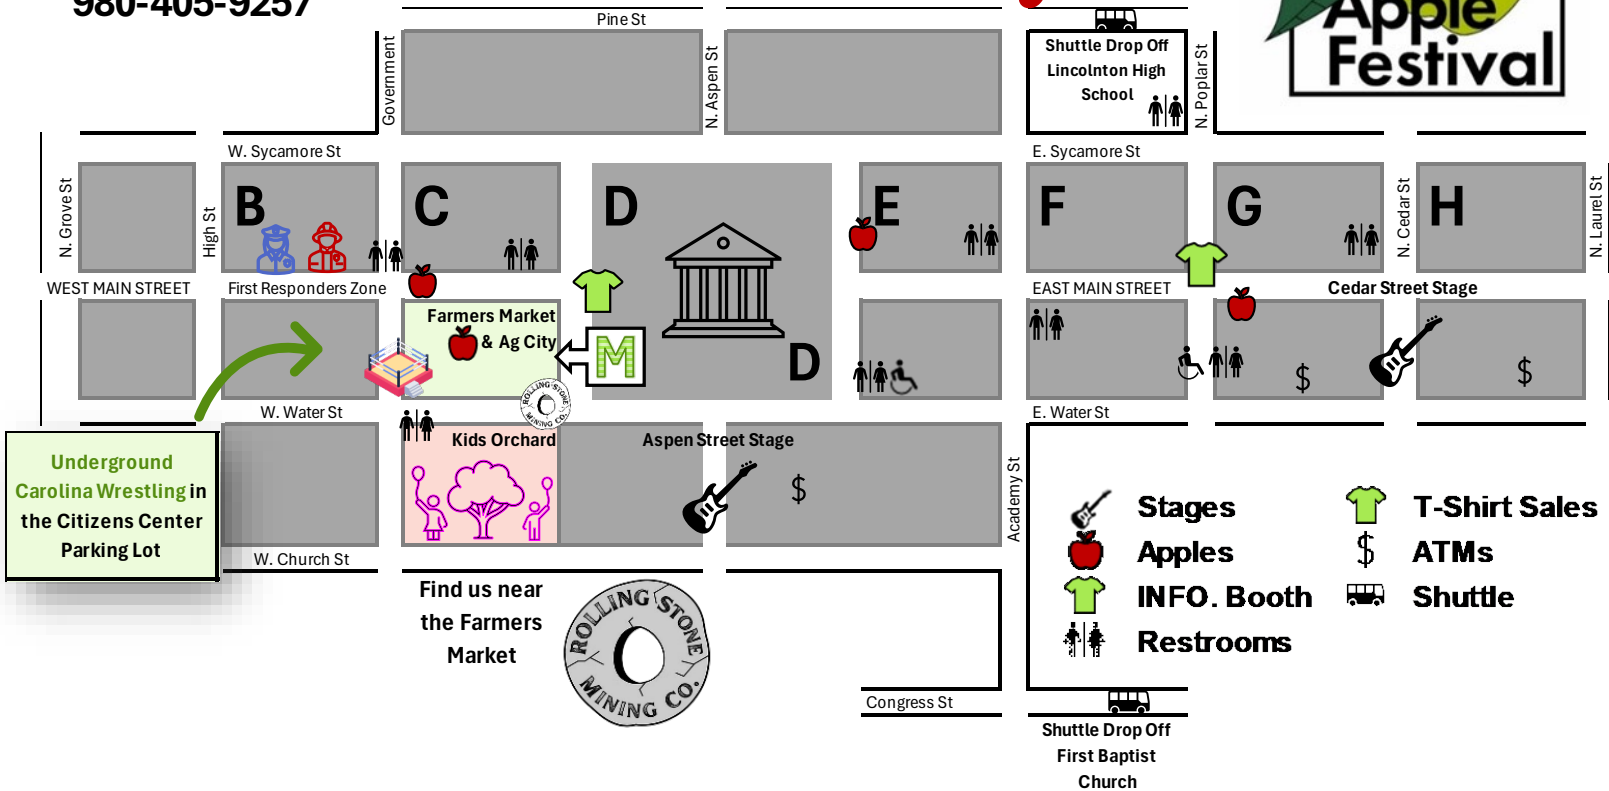 980-405-9257
Apple
Festival
Pine St
Government
N. Aspen St
Shuttle Drop Off
Lincolnton High
School
N. Poplar St
W. Sycamore St
E. Sycamore St
N. Grove St
High St
B
C
D
E
F
G
H
N. Cedar St
N. Laurel St
WEST MAIN STREET
First Responders Zone
EAST MAIN STREET
Cedar Street Stage
Farmers Market
& Ag City
M
D
$
$
ROLLING STONE
MINING CO.
W. Water St
E. Water St
Kids Orchard
Aspen Street Stage
$
Underground
Carolina Wrestling in
the Citizens Center
Parking Lot
Academy St
W. Church St
Find us near
the Farmers
Market
ROLLING STONE
MINING CO.
Stages
Apples
INFO. Booth
Restrooms
T-Shirt Sales
$ ATMs
Shuttle
Congress St
Shuttle Drop Off
First Baptist
Church